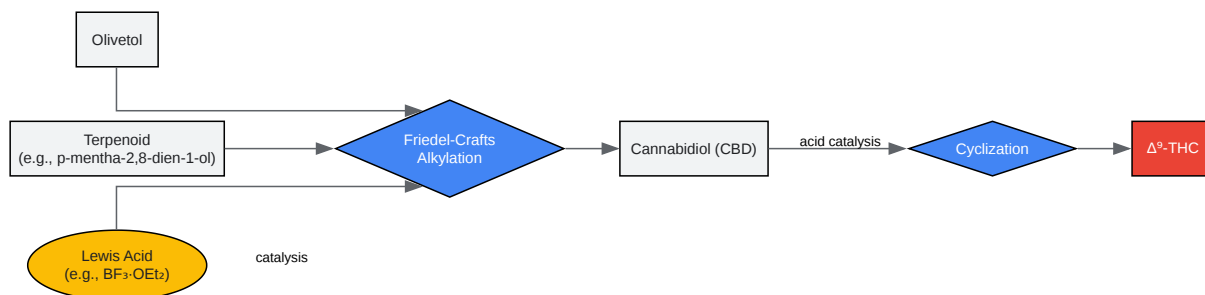 Olivetol
Terpenoid
(e.g., p-mentha-2,8-dien-1-ol)
Friedel-Crafts
Alkylation
Cannabidiol (CBD)
acid catalysis
Cyclization
Δ⁹-THC
Lewis Acid
(e.g., BF₃·OEt₂)
catalysis